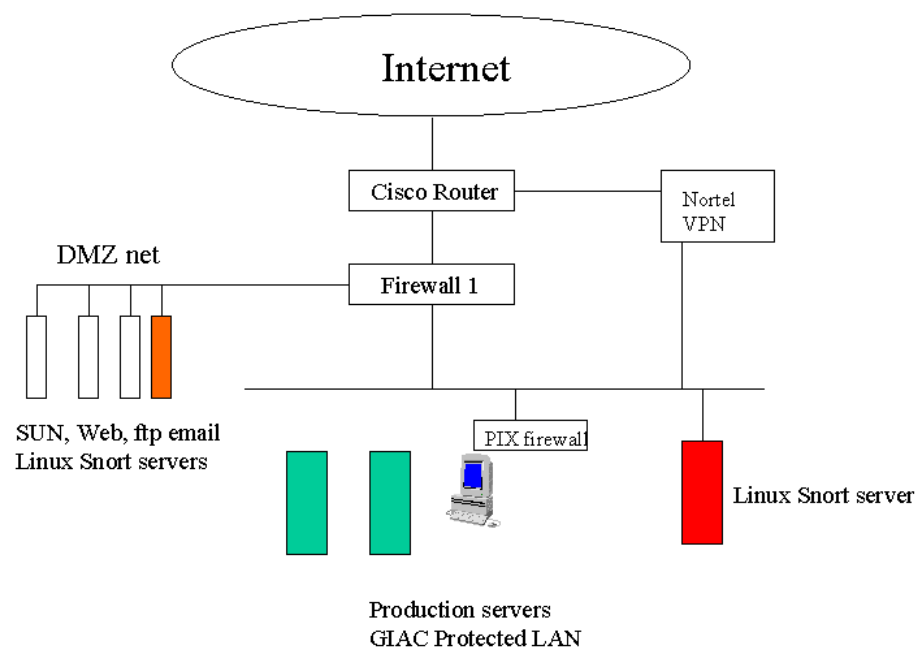 Internet
Cisco Router
Nortel
VPN
DMZ net
Firewall 1
SUN, Web, ftp email
Linux Snort servers
PIX firewall
Linux Snort server
Production servers
GIAC Protected LAN